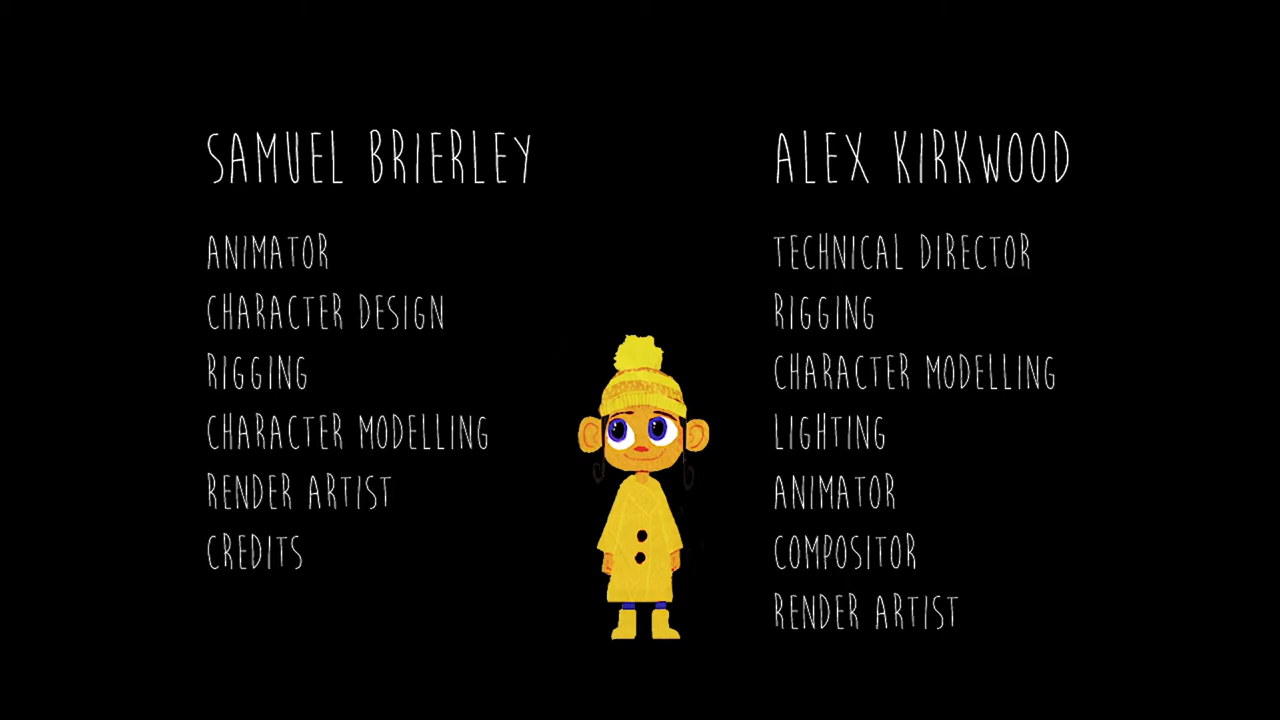 SAMUEL BRIERLEY
ANIMATOR
CHARACTER DESIGN
RIGGING
CHARACTER MODELLING
RENDER ARTIST
CREDITS
ALEX KIRKWOOD
TECHNICAL DIRECTOR
RIGGING
CHARACTER MODELLING
LIGHTING
ANIMATOR
COMPOSITOR
RENDER ARTIST